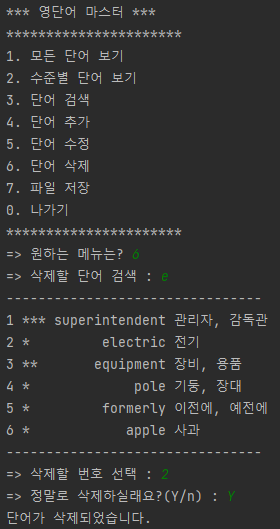 *** 영단어 마스터 ***
**********************
1. 모든 단어 보기
2. 수준별 단어 보기
3. 단어 검색
4. 단어 추가
5. 단어 수정
6. 단어 삭제
7. 파일 저장
0. 나가기
**********************
=> 원하는 메뉴는? 6
=> 삭제할 단어 검색 : e
--------------------------------
1 *** superintendent 관리자, 감독관
2 * electric 전기
3 ** equipment 장비, 용품
4 * pole 기둥, 장대
5 * formerly 이전에, 예전에
6 * apple 사과
--------------------------------
=> 삭제할 번호 선택 : 2
=> 정말로 삭제하실래요?(Y/n) : Y
단어가 삭제되었습니다.